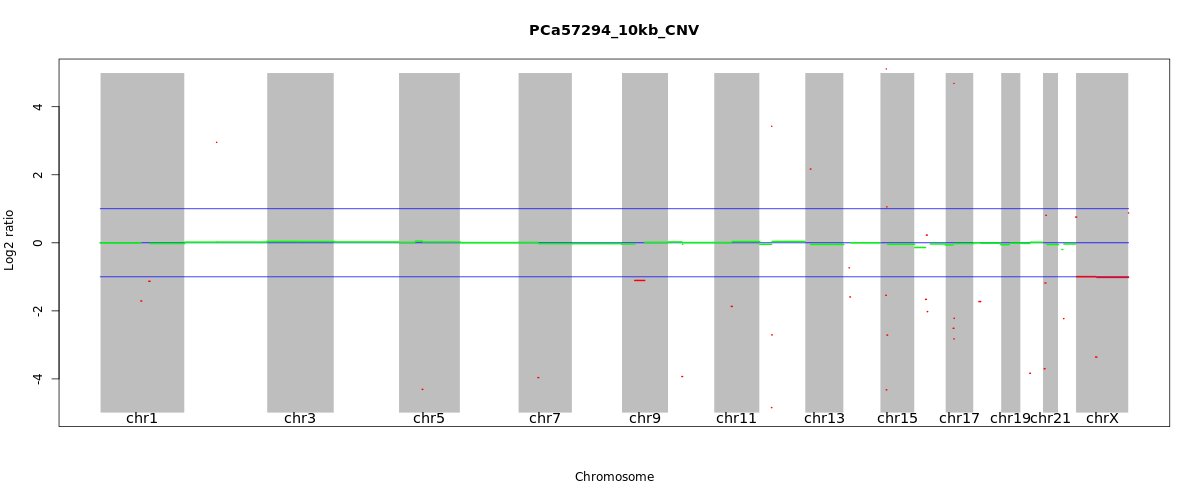 PCa57294_10kb_CNV
Log2 ratio
4
2
0
-2
-4
chr1 chr3 chr5 chr7 chr9 chr11 chr13 chr15 chr17 chr19 chr21 chrX
Chromosome